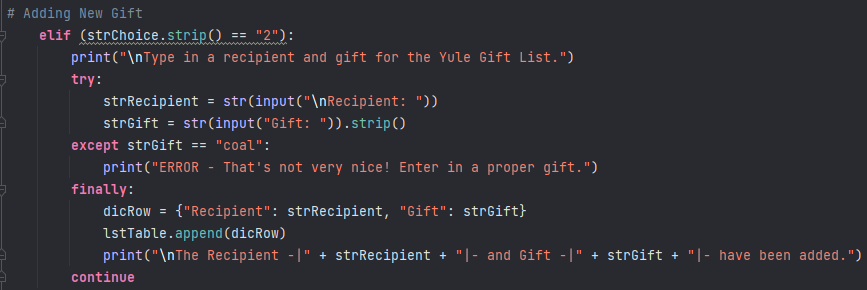 # Adding New Gift
elif (strChoice.strip() == "2"):
print("\nType in a recipient and gift for the Yule Gift List.")
try:
strRecipient = str(input("\nRecipient: "))
strGift = str(input("Gift: ")).strip()
except strGift == "coal":
print("ERROR - That's not very nice! Enter in a proper gift.")
finally:
dicRow = {"Recipient": strRecipient, "Gift": strGift}
lstTable.append(dicRow)
print("\nThe Recipient -|" + strRecipient + "|- and Gift -|" + strGift + "|- have been added.")
continue